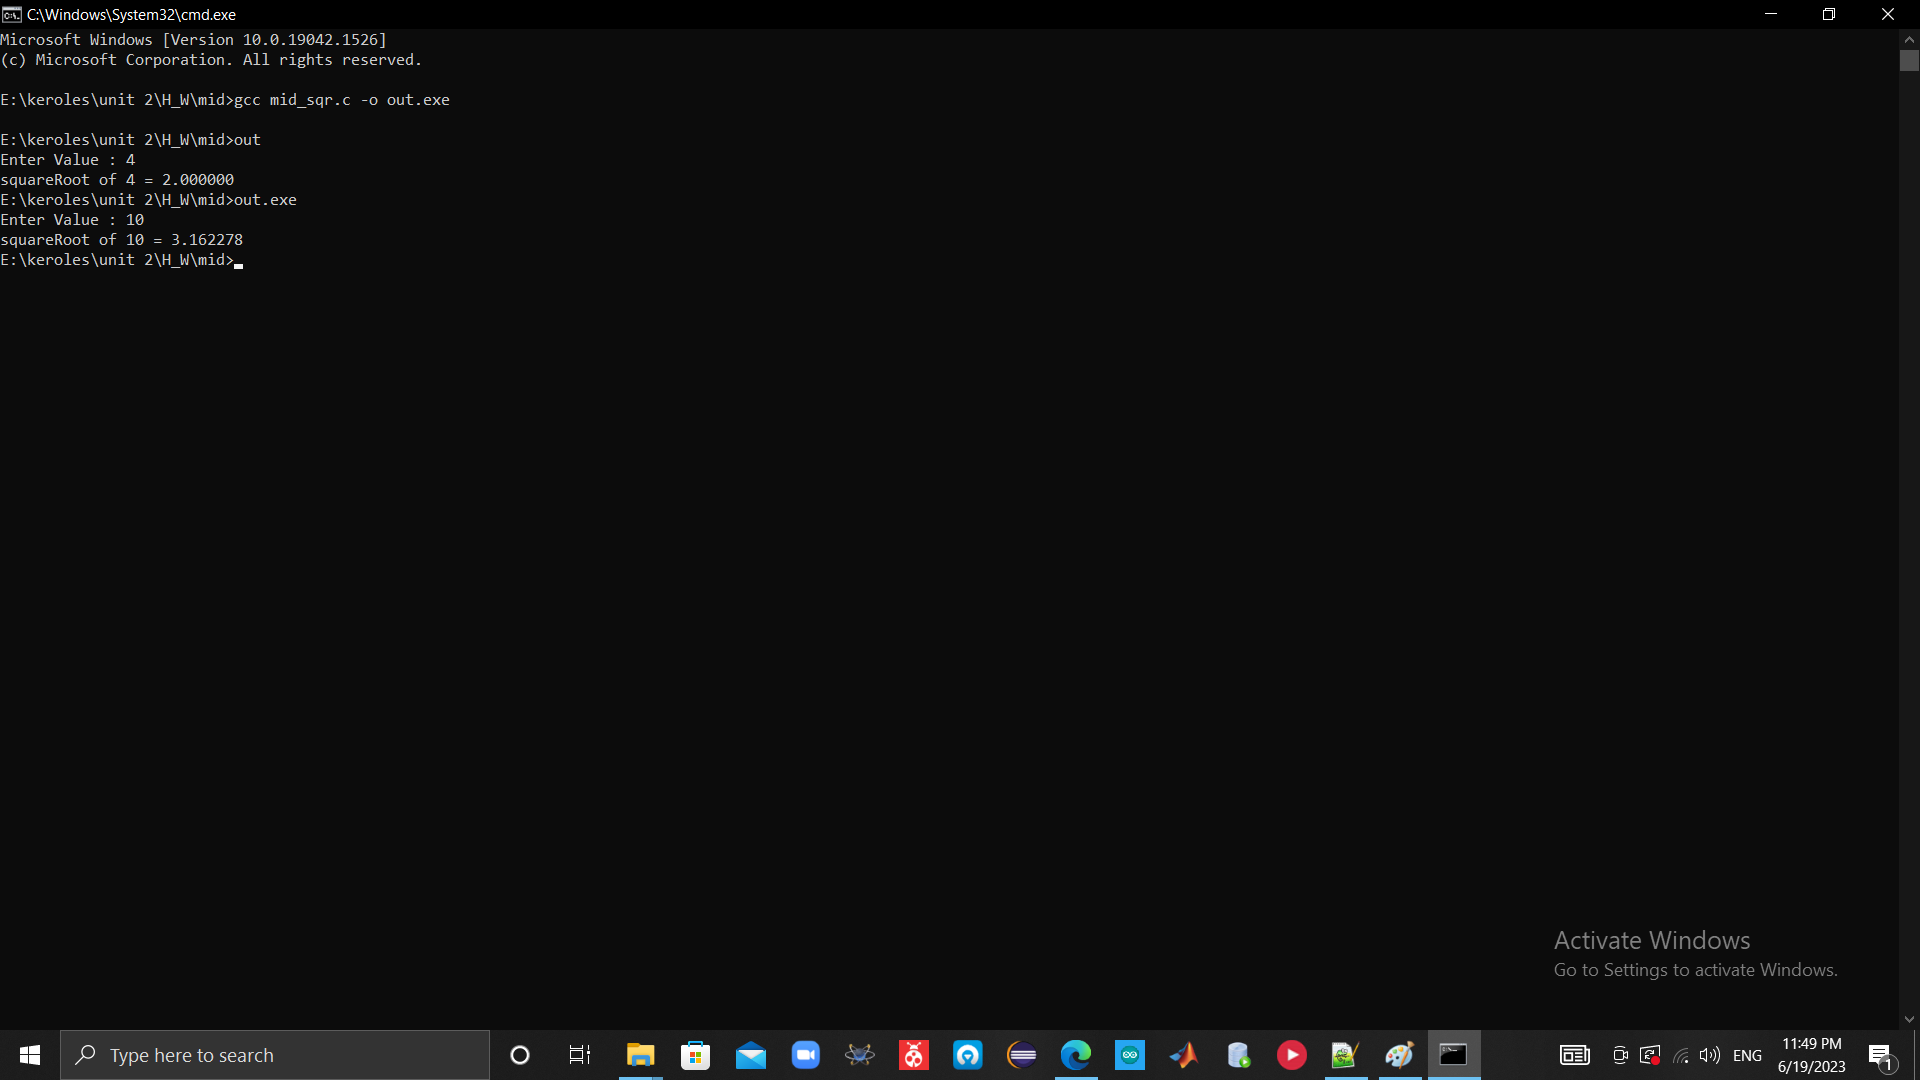 C:\Windows\System32\cmd.exe
Microsoft Windows [Version 10.0.19042.1526]
(c) Microsoft Corporation. All rights reserved.
E:\keroles\unit 2\H_W\mid>gcc mid_sqr.c -o out.exe
E:\keroles\unit 2\H_W\mid>out
Enter Value : 4
squareRoot of 4 = 2.000000
E:\keroles\unit 2\H_W\mid>out.exe
Enter Value : 10
squareRoot of 10 = 3.162278
E:\keroles\unit 2\H_W\mid>
Activate Windows
Go to Settings to activate Windows.
Type here to search
ENG
11:49 PM
6/19/2023
1